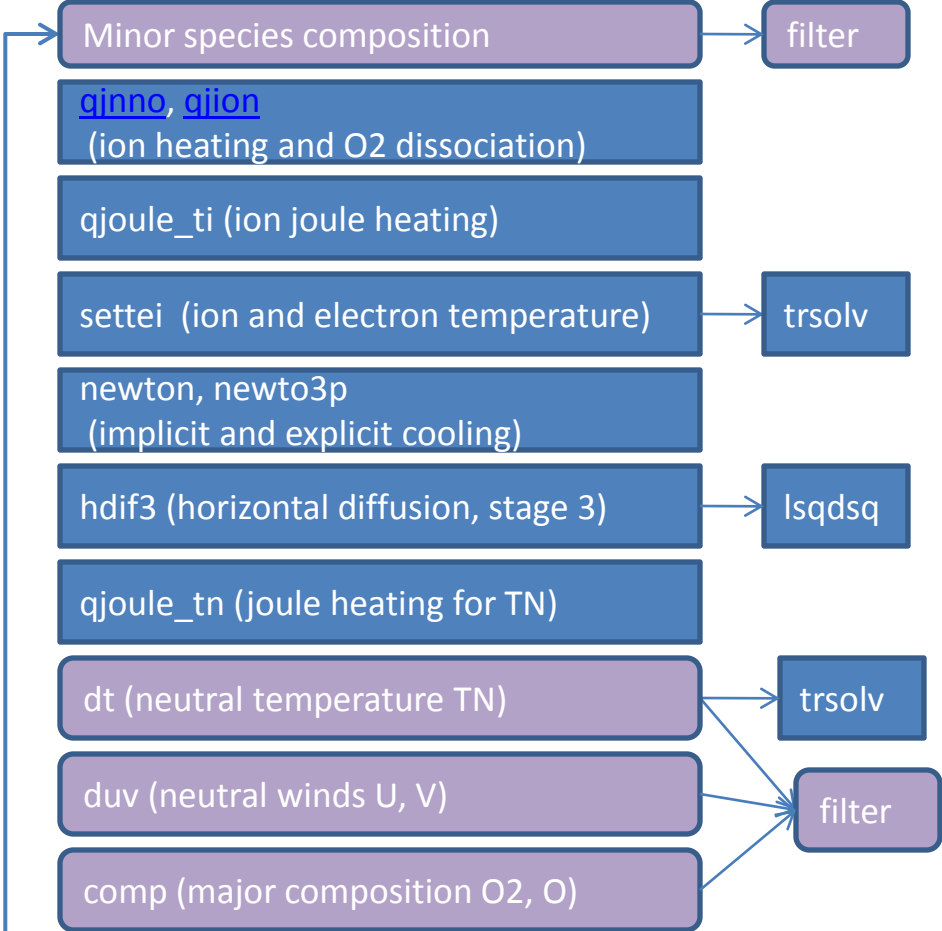 Minor species composition
filter
qjnno, qjion
(ion heating and O2 dissociation)
qjoule_ti (ion joule heating)
settei (ion and electron temperature)
trsolv
newton, newto3p
(implicit and explicit cooling)
hdif3 (horizontal diffusion, stage 3)
lsqdsq
qjoule_tn (joule heating for TN)
dt (neutral temperature TN)
trsolv
duv (neutral winds U, V)
filter
comp (major composition O2, O)